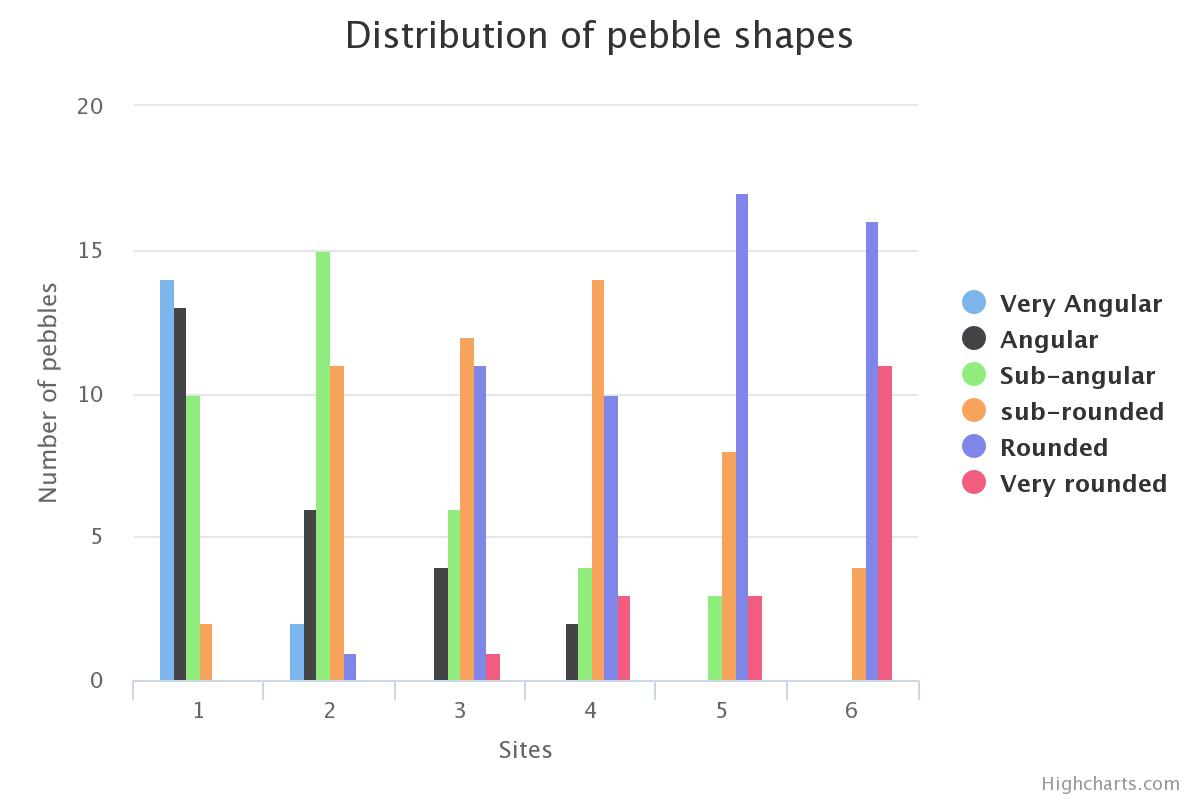 Distribution of pebble shapes
20
15
10
5
0
Number of pebbles
1 2 3 4 5 6
Sites
Very Angular
Angular
Sub-angular
sub-rounded
Rounded
Very rounded
Highcharts.com